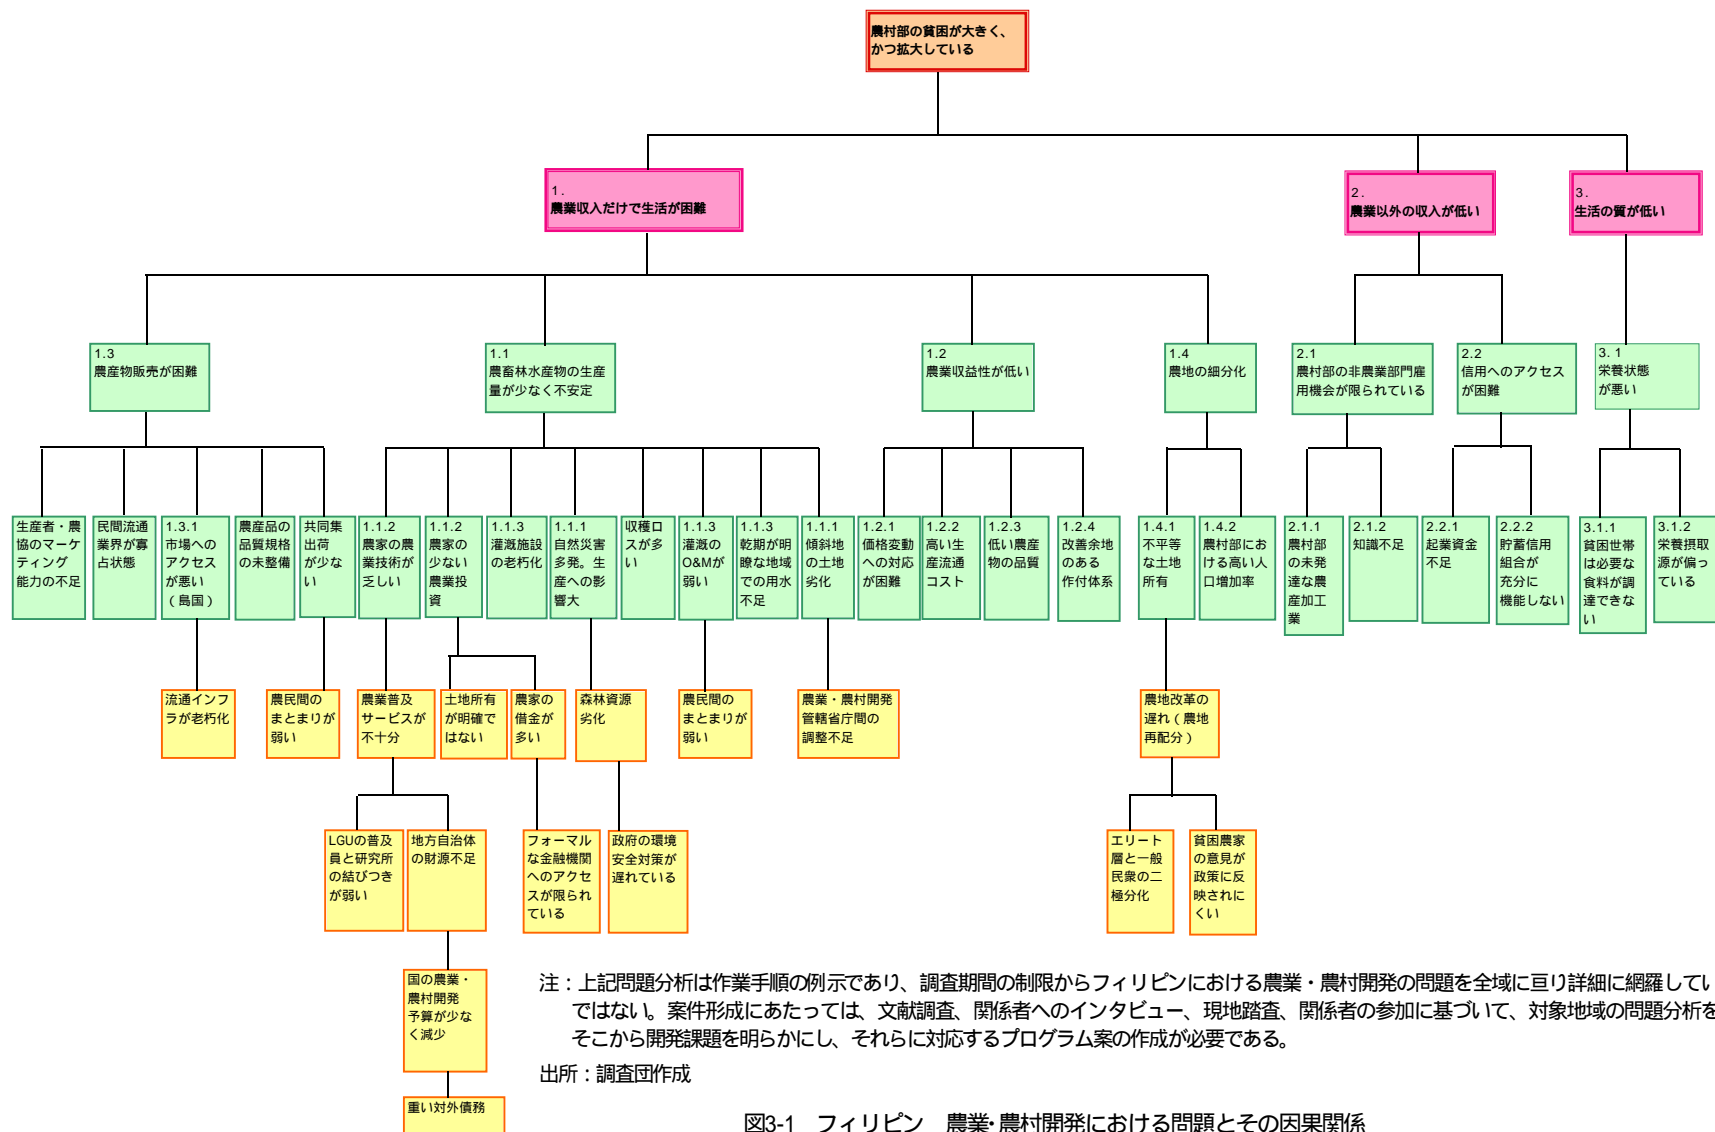 農村部の貧困が大きく、
かつ拡大している
1.
農業収入だけで生活が困難
2.
農業以外の収入が低い
3.
生活の質が低い
1.3
農産物販売が困難
1.1
農畜林水産物の生産
量が少なく不安定
1.2
農業収益性が低い
1.4
農地の細分化
2.1
農村部の非農業部門雇
用機会が限られている
2.2
信用へのアクセス
が困難
3.1
栄養状態
が悪い
生産者・農
協のマーケ
ティング
能力の不足
民間流通
業界が寡
占状態
1.3.1
市場への
アクセス
が悪い
(島国)
農産品の
品質規格
の未整備
共同集
出荷
が少な
い
1.1.2
農家の農
業技術が
乏しい
1.1.2
農家の
少ない
農業投
資
1.1.3
灌漑施設
の老朽化
1.1.1
自然災害
多発。生
産への影
響大
収穫ロ
スが多
い
1.1.3
灌漑の
O&Mが
弱い
1.1.3
乾期が明
瞭な地域
での用水
不足
1.1.1
傾斜地
の土地
劣化
1.2.1
価格変動
への対応
が困難
1.2.2
高い生
産流通
コスト
1.2.3
低い農産
物の品質
1.2.4
改善余地
のある
作付体系
1.4.1
不平等
な土地
所有
1.4.2
農村部にお
ける高い人
口増加率
2.1.1
農村部
の未発
達な農
産加工
業
2.1.2
知識不足
2.2.1
起業資金
不足
2.2.2
貯蓄信用
組合が
充分に
機能しない
3.1.1
貧困世帯
は必要な
食料が調
達できな
い
3.1.2
栄養摂取
源が偏っ
ている
流通インフ
ラが老朽化
農民間の
まとまりが
弱い
農業普及
サービスが
不十分
土地所有
が明確で
はない
農家の
借金が
多い
森林資源
劣化
農民間の
まとまりが
弱い
農業・農村開発
管轄省庁間の
調整不足
農地改革の
遅れ(農地
再配分)
LGUの普及
員と研究所
の結びつき
が弱い
地方自治体
の財源不足
フォーマル
な金融機関
へのアクセ
スが限られ
ている
政府の環境
安全対策が
遅れている
エリート
層と一般
民衆の二
極分化
貧困農家
の意見が
政策に反
映されに
くい
国の農業・
農村開発
予算が少な
く減少
重い対外債務
注：上記問題分析は作業手順の例示であり、調査期間の制限からフィリピンにおける農業・農村開発の問題を全域に亘り詳細に網羅してい
ではない。案件形成にあたっては、文献調査、関係者へのインタビュー、現地踏査、関係者の参加に基づいて、対象地域の問題分析を
そこから開発課題を明らかにし、それらに対応するプログラム案の作成が必要である。
出所：調査団作成
図3-1 フィリピン 農業・農村開発における問題とその因果関係